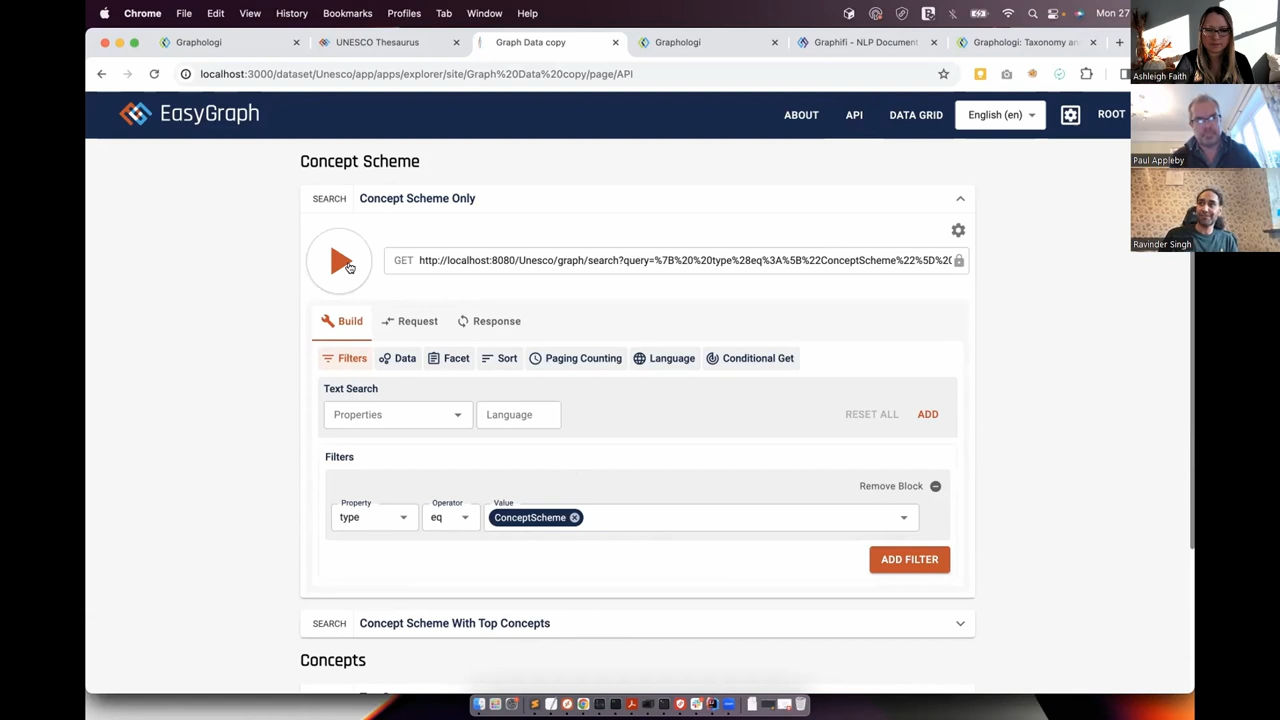 Chrome File Edit View History Bookmarks Profiles Tab Window Help Mon 27
Graphologi
UNESCO Thesaurus
Graph Data copy
Graphologi
Graphifi - NLP Document
Graphologi: Taxonomy an
localhost:3000/dataset/Unesco/app/apps/explorer/site/Graph%20Data%20copy/page/API
Ashleigh Faith
EasyGraph
ABOUT API DATA GRID English (en) ROOT
Paul Appleby
Concept Scheme
SEARCH Concept Scheme Only
Ravinder Singh
GET http://localhost:8080/Unesco/graph/search?query=%7B%20%20type%28eq%3A%5B%22ConceptScheme%22%5D%20
Build Request Response
Filters Data Facet Sort Paging Counting Language Conditional Get
Text Search
Properties Language RESET ALL ADD
Filters
Remove Block
Property Operator Value
type eq ConceptScheme
ADD FILTER
SEARCH Concept Scheme With Top Concepts
Concepts